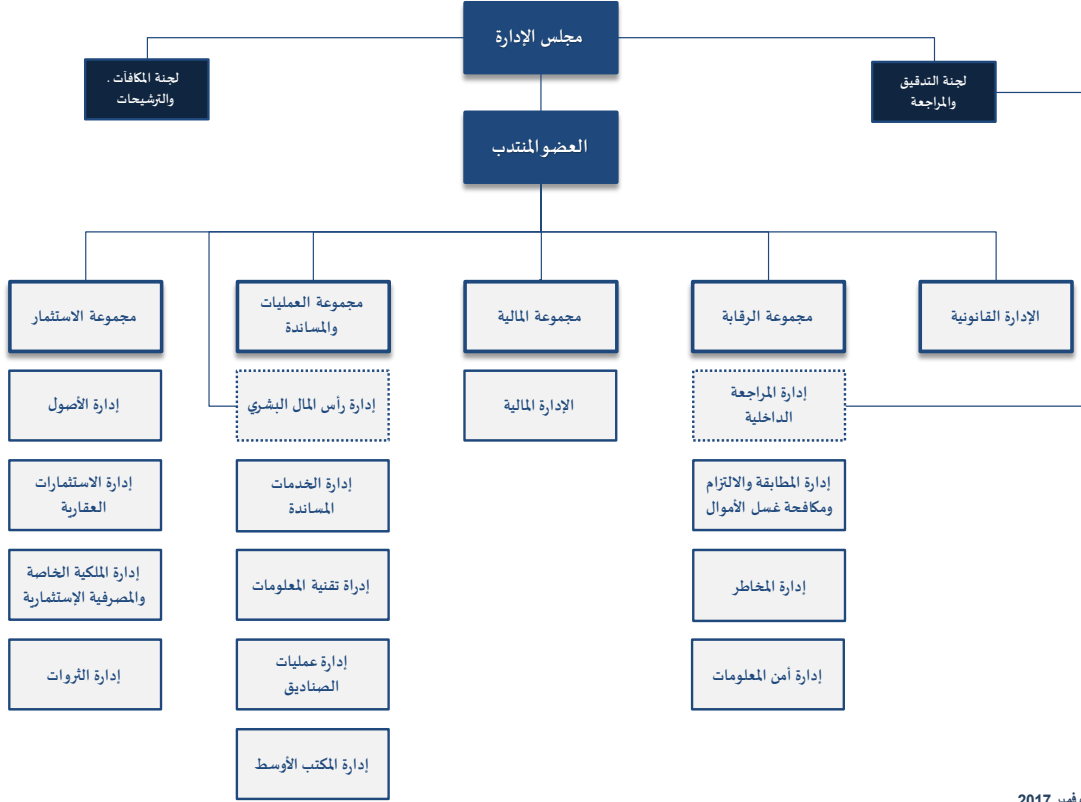 مجلس الإدارة
لجنة التدقيق
والمراجعة
لجنة المكافآت .
والترشيحات
العضو المنتدب
الإدارة القانونية
مجموعة الرقابة
مجموعة المالية
مجموعة العمليات
والمساندة
مجموعة الاستثمار
إدارة المراجعة
الداخلية
الإدارة المالية
إدارة رأس المال البشري
إدارة الأصول
إدارة المطابقة والالتزام
ومكافحة غسل الأموال
إدارة الخدمات
المساندة
إدارة الاستثمارات
العقارية
إدارة المخاطر
إدراة تقنية المعلومات
إدارة الملكية الخاصة
والمصرفية الإستثمارية
إدارة أمن المعلومات
إدارة عمليات
الصناديق
إدارة الثروات
إدارة المكتب الأوسط
2017